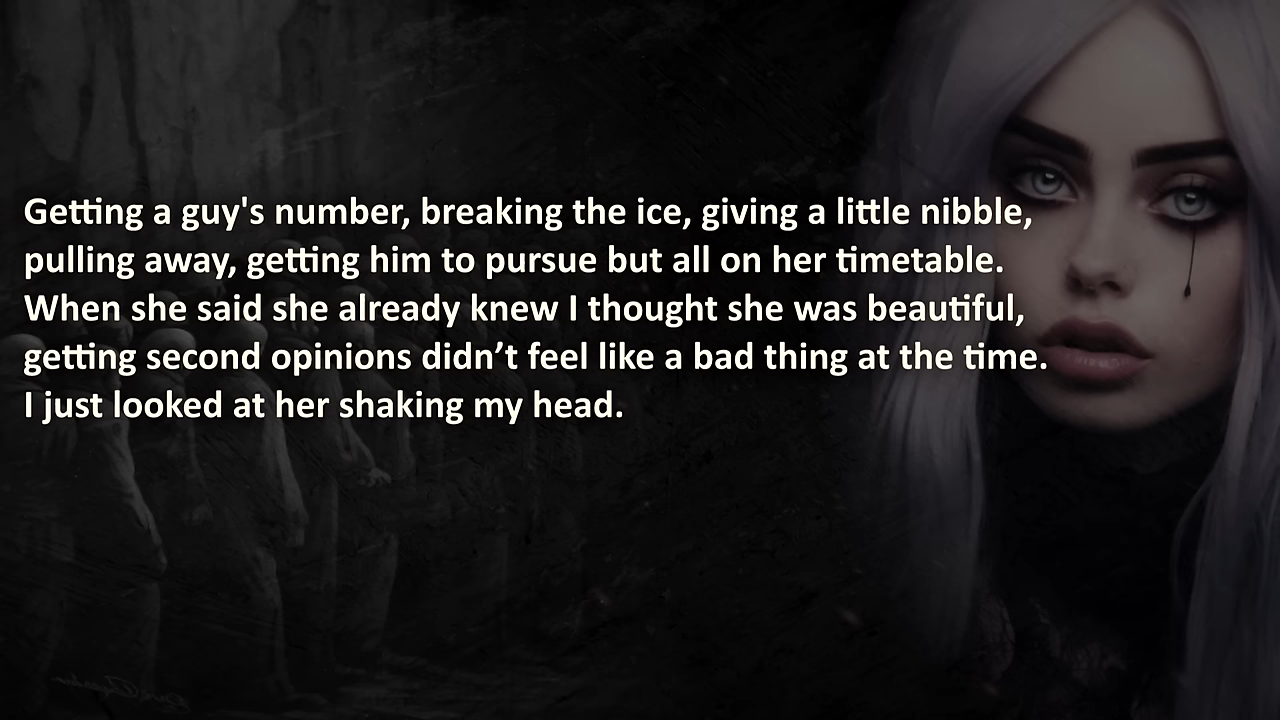 Getting a guy's number, breaking the ice, giving a little nibble,
pulling away, getting him to pursue but all on her timetable.
When she said she already knew I thought she was beautiful,
getting second opinions didn’t feel like a bad thing at the time.
I just looked at her shaking my head.